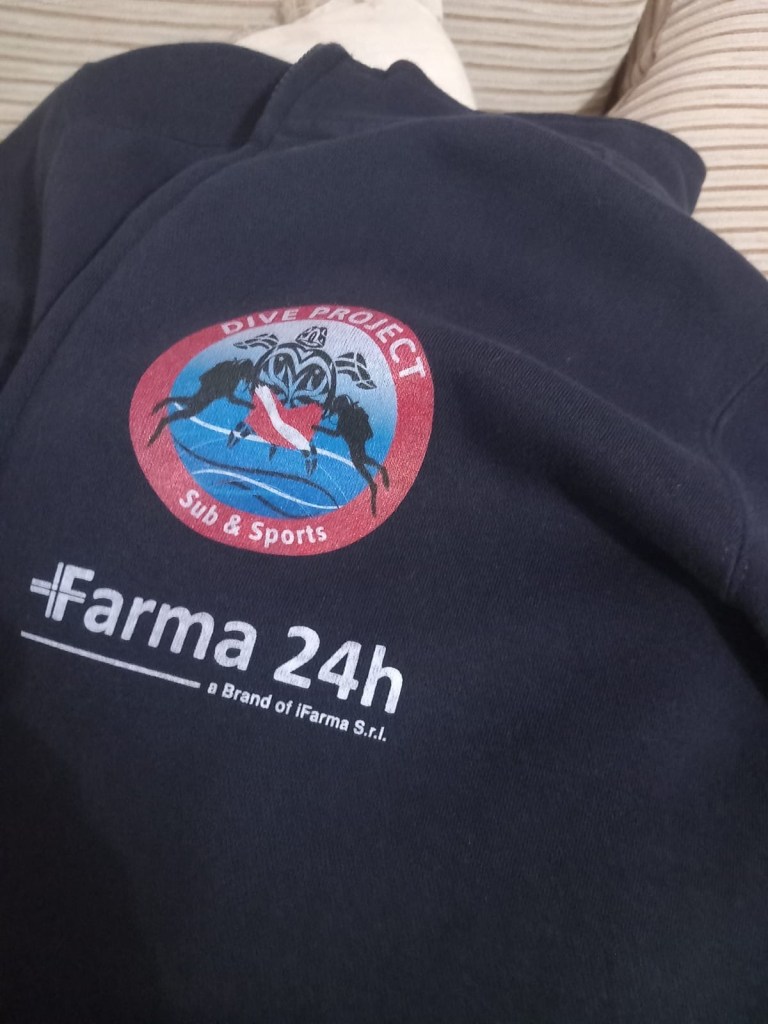 DIVE PROJECT
Sub & Sports
Farma 24h
a Brand of iFarma S.r.l.